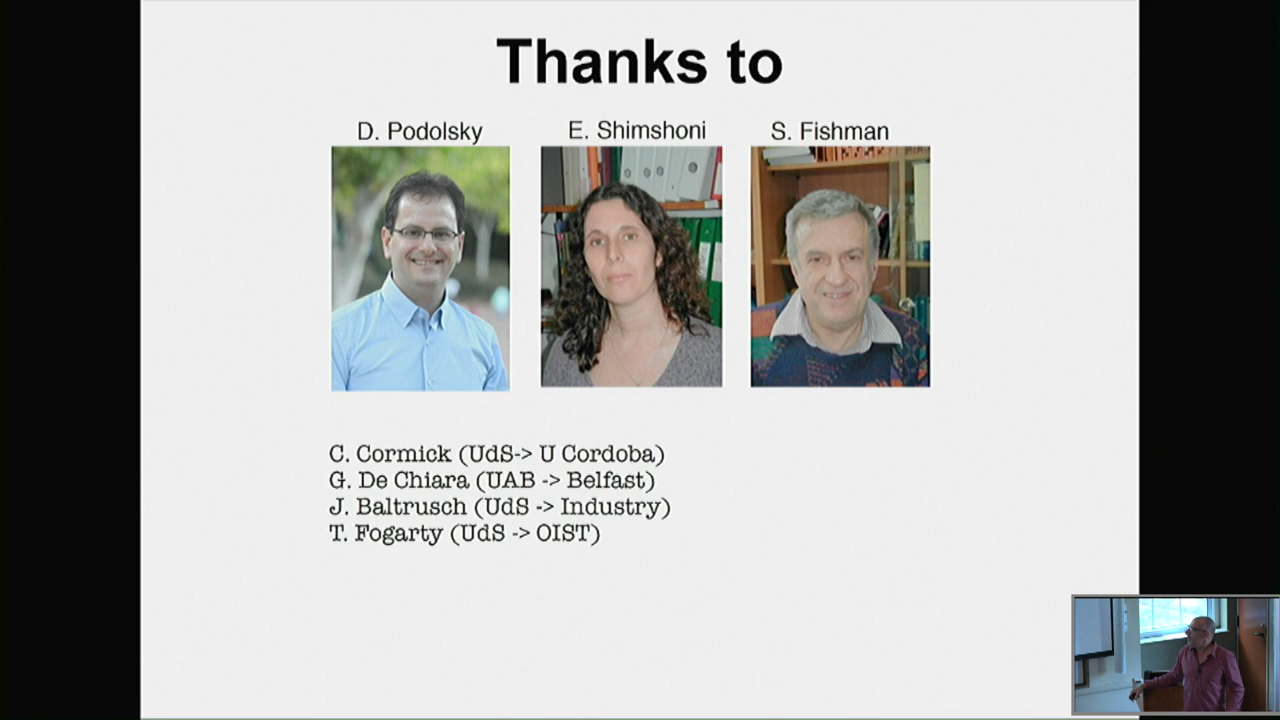 Thanks to
D. Podolsky
E. Shimshoni
S. Fishman
C. Cormick (UdS-> U Cordoba)
G. De Chiara (UAB -> Belfast)
J. Baltrusch (UdS -> Industry)
T. Fogarty (UdS -> OIST)